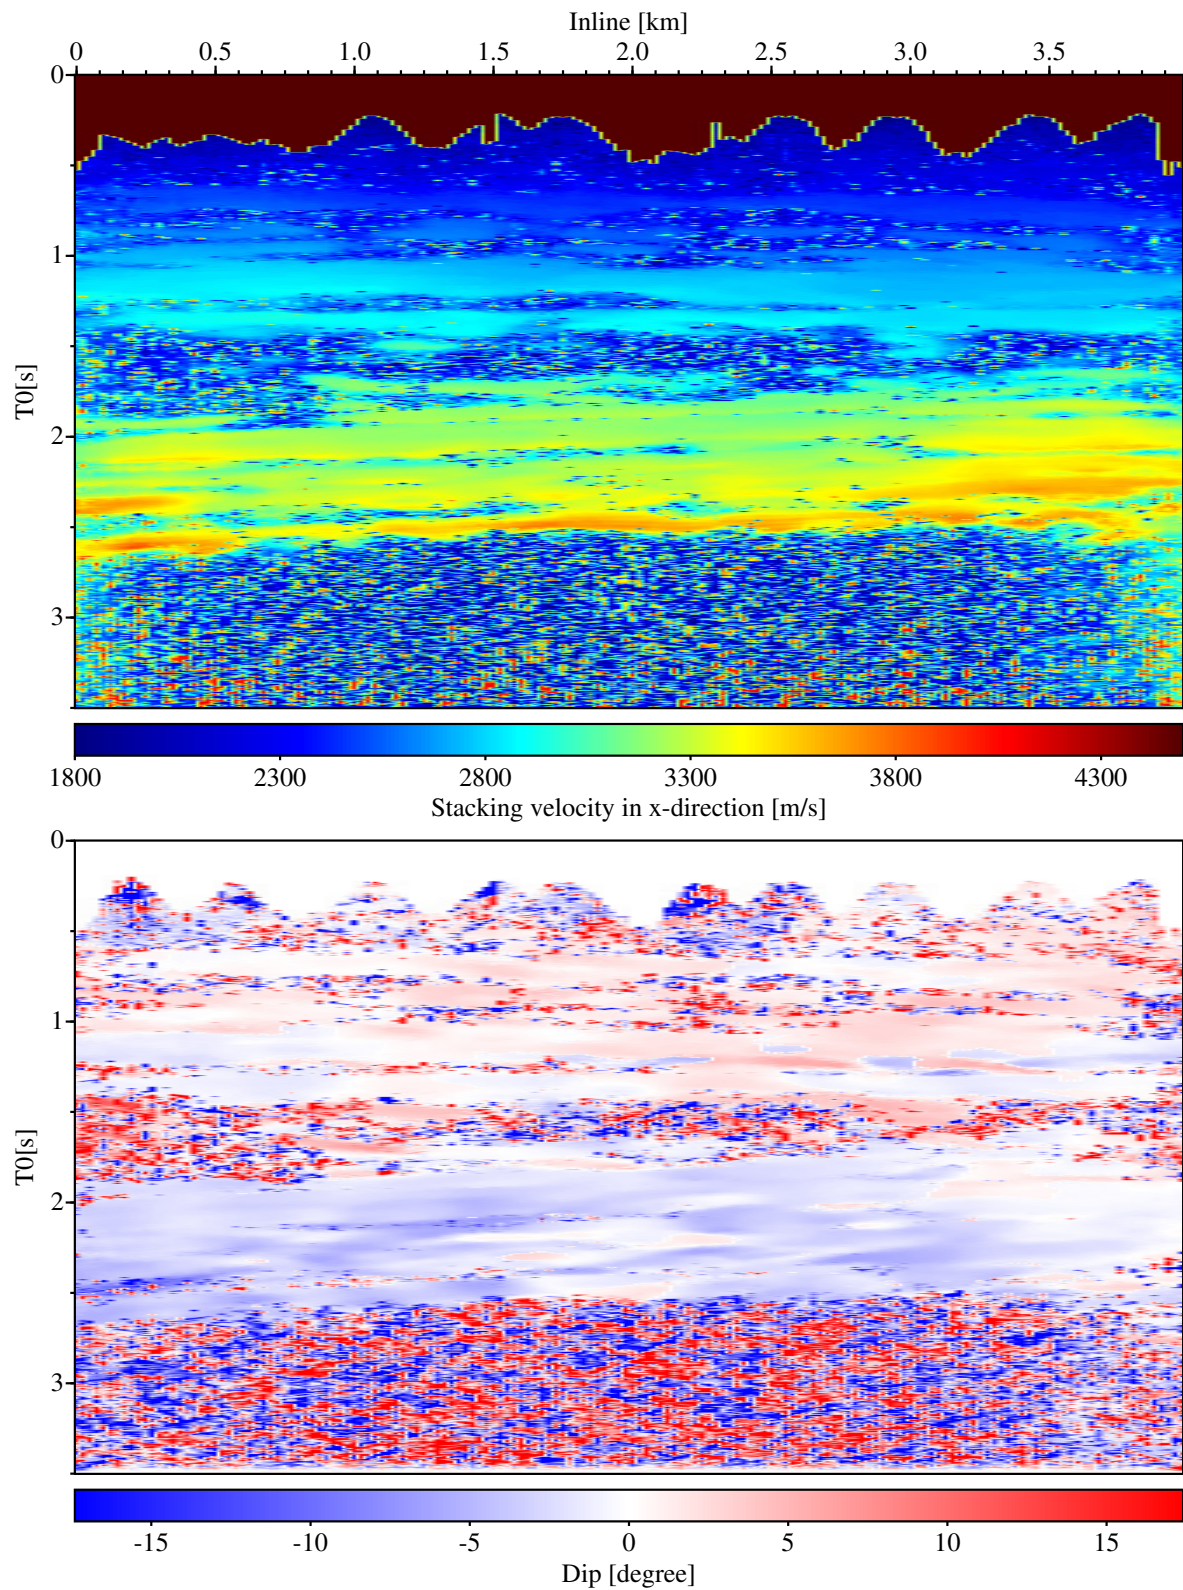 Inline [km]
0 0.5 1.0 1.5 2.0 2.5 3.0 3.5
0
1
2
3
T0[s]
1800 2300 2800 3300 3800 4300
Stacking velocity in x-direction [m/s]
0
1
2
3
T0[s]
-15 -10 -5 0 5 10 15
Dip [degree]